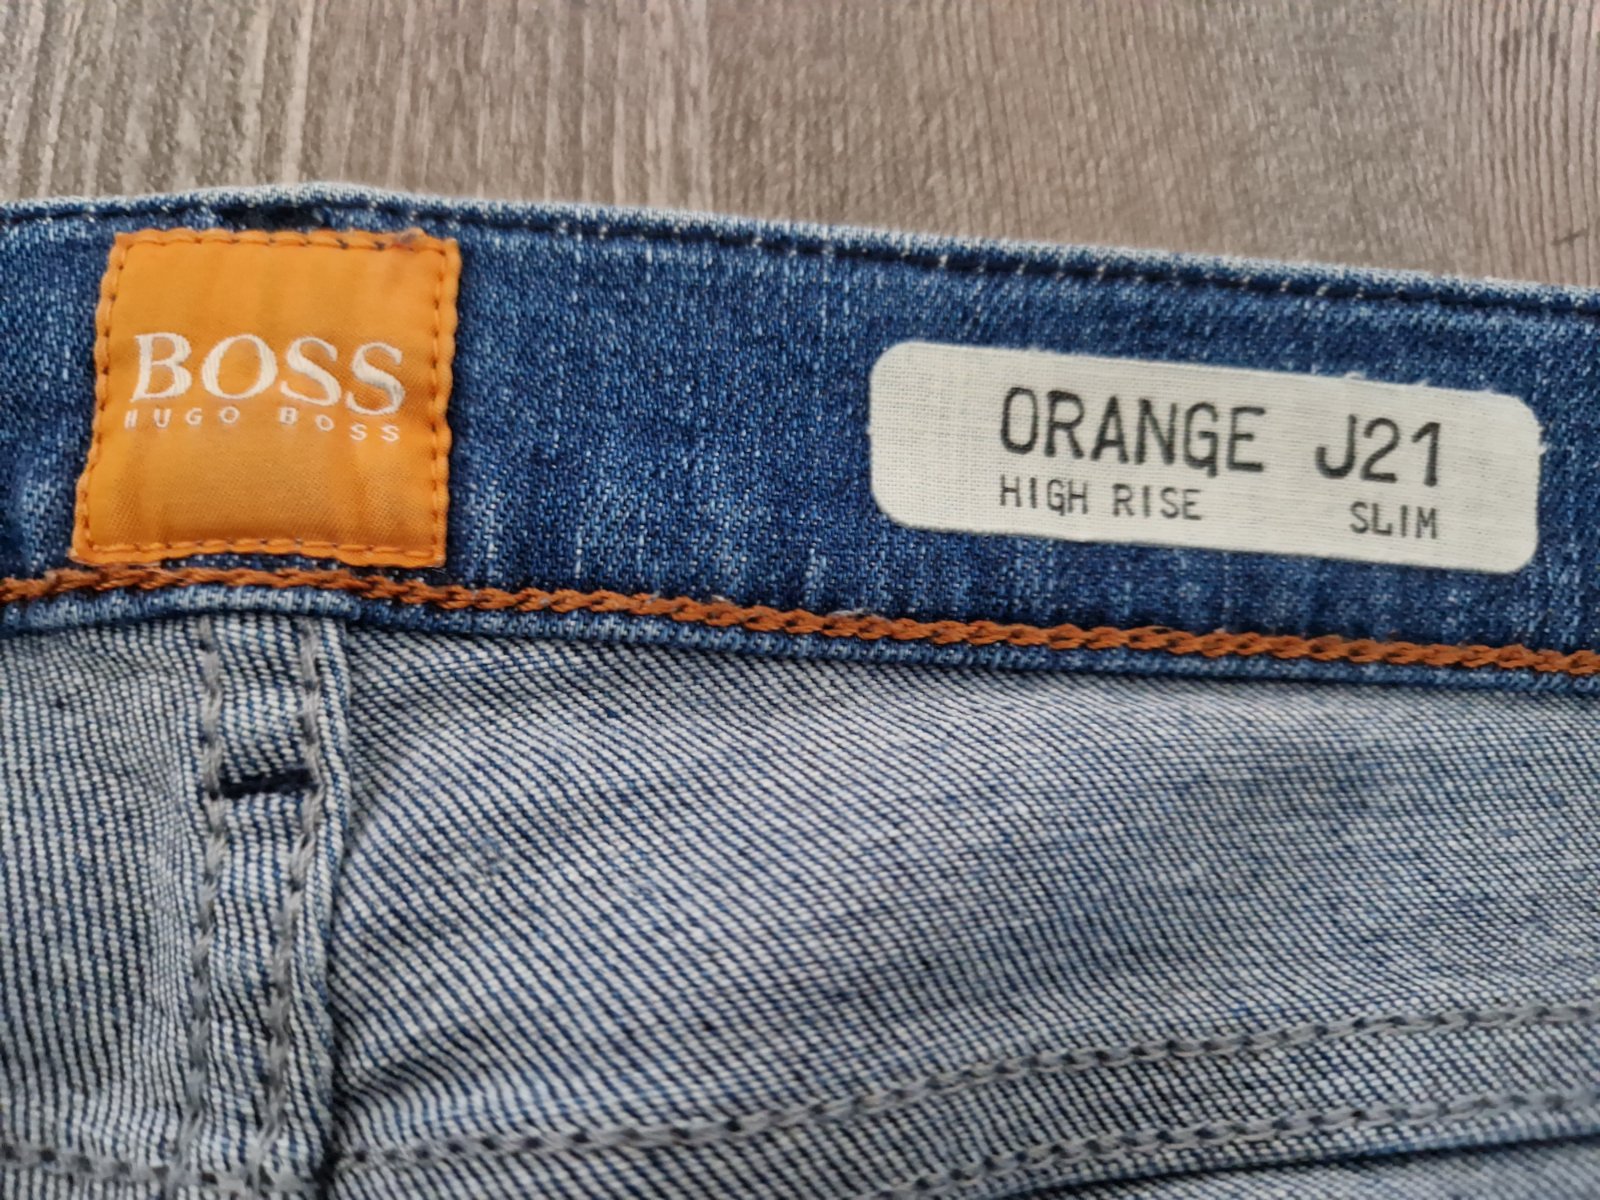 BOSS
HUGO BOSS
ORANGE J21
HIGH RISE SLIM